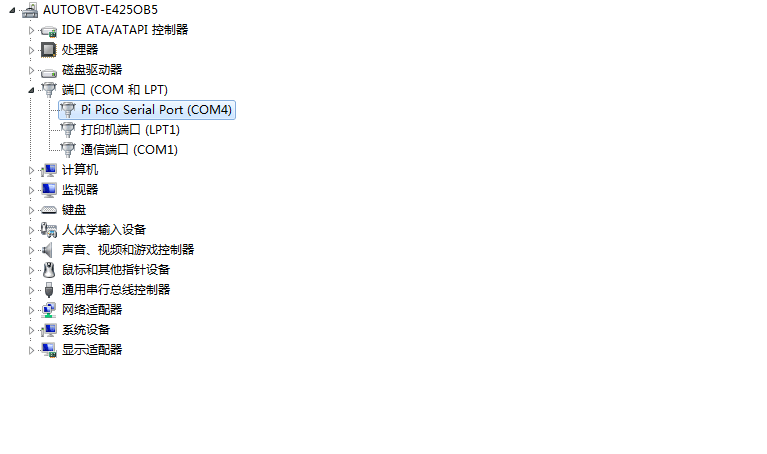 AUTOBVT-E425OB5
IDE ATA/ATAPI 控制器
处理器
磁盘驱动器
端口 (COM 和 LPT)
Pi Pico Serial Port (COM4)
打印机端口 (LPT1)
通信端口 (COM1)
计算机
监视器
键盘
人体学输入设备
声音、视频和游戏控制器
鼠标和其他指针设备
通用串行总线控制器
网络适配器
系统设备
显示适配器